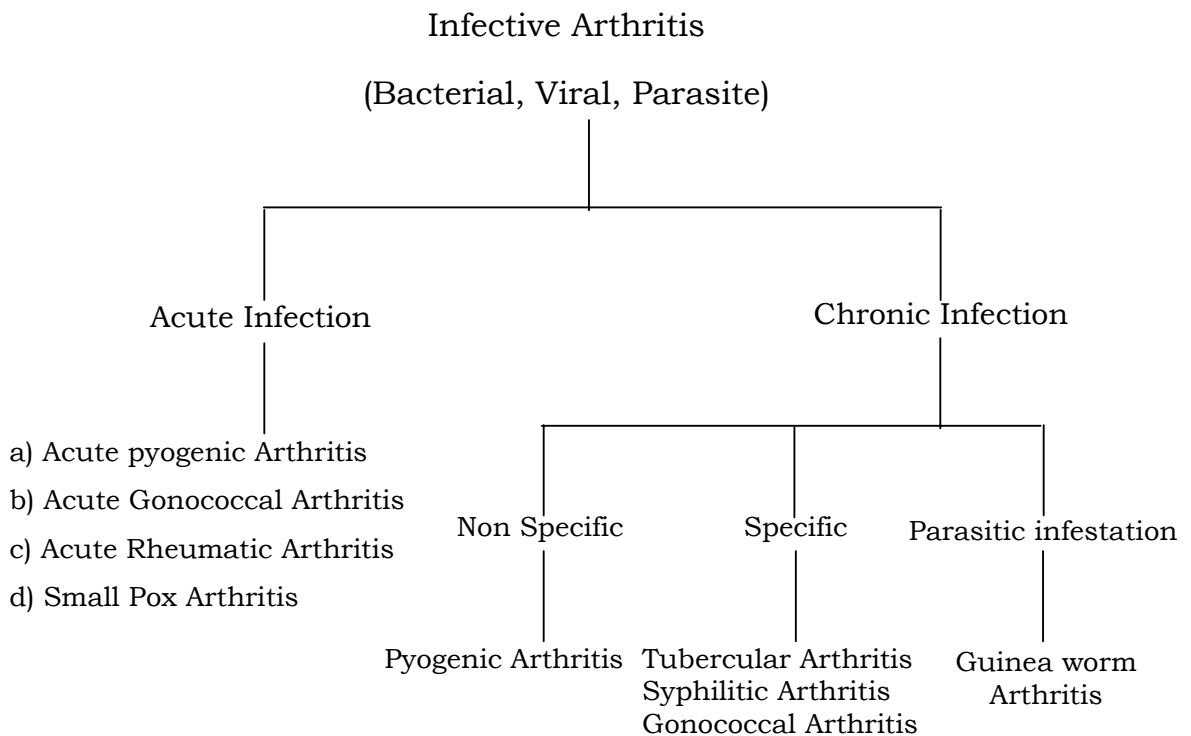 Infective Arthritis
(Bacterial, Viral, Parasite)
Acute Infection
Chronic Infection
a) Acute pyogenic Arthritis
b) Acute Gonococcal Arthritis
c) Acute Rheumatic Arthritis
d) Small Pox Arthritis
Non Specific
Specific
Parasitic infestation
Pyogenic Arthritis
Tubercular Arthritis
Syphilitic Arthritis
Gonococcal Arthritis
Guinea worm
Arthritis